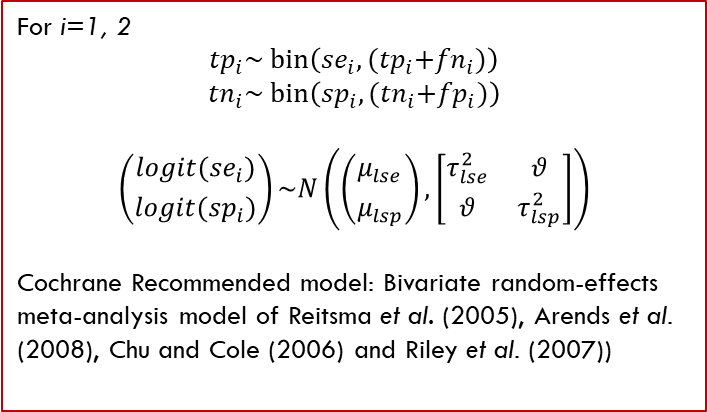 For i=1, 2
tp_i ~ bin(se_i, (tp_i+fn_i))
tn_i ~ bin(sp_i, (tn_i+fp_i))
(logit(se_i) logit(sp_i)) ~N ((μ_lse μ_lsp), [τ²_lse ϑ ϑ τ²_lsp])
Cochrane Recommended model: Bivariate random-effects
meta-analysis model of Reitsma et al. (2005), Arends et al.
(2008), Chu and Cole (2006) and Riley et al. (2007))